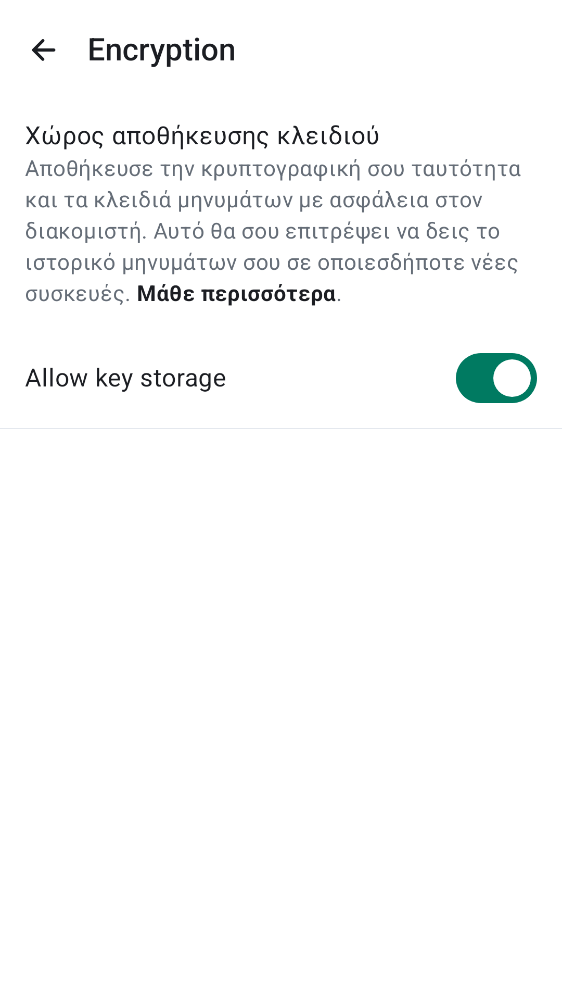 Encryption
Χώρος αποθήκευσης κλειδιού
Αποθήκευσε την κρυπτογραφική σου ταυτότητα
και τα κλειδιά μηνυμάτων με ασφάλεια στον
διακομιστή. Αυτό θα σου επιτρέψει να δεις το
ιστορικό μηνυμάτων σου σε οποιεσδήποτε νέες
συσκευές. Μάθε περισσότερα.
Allow key storage